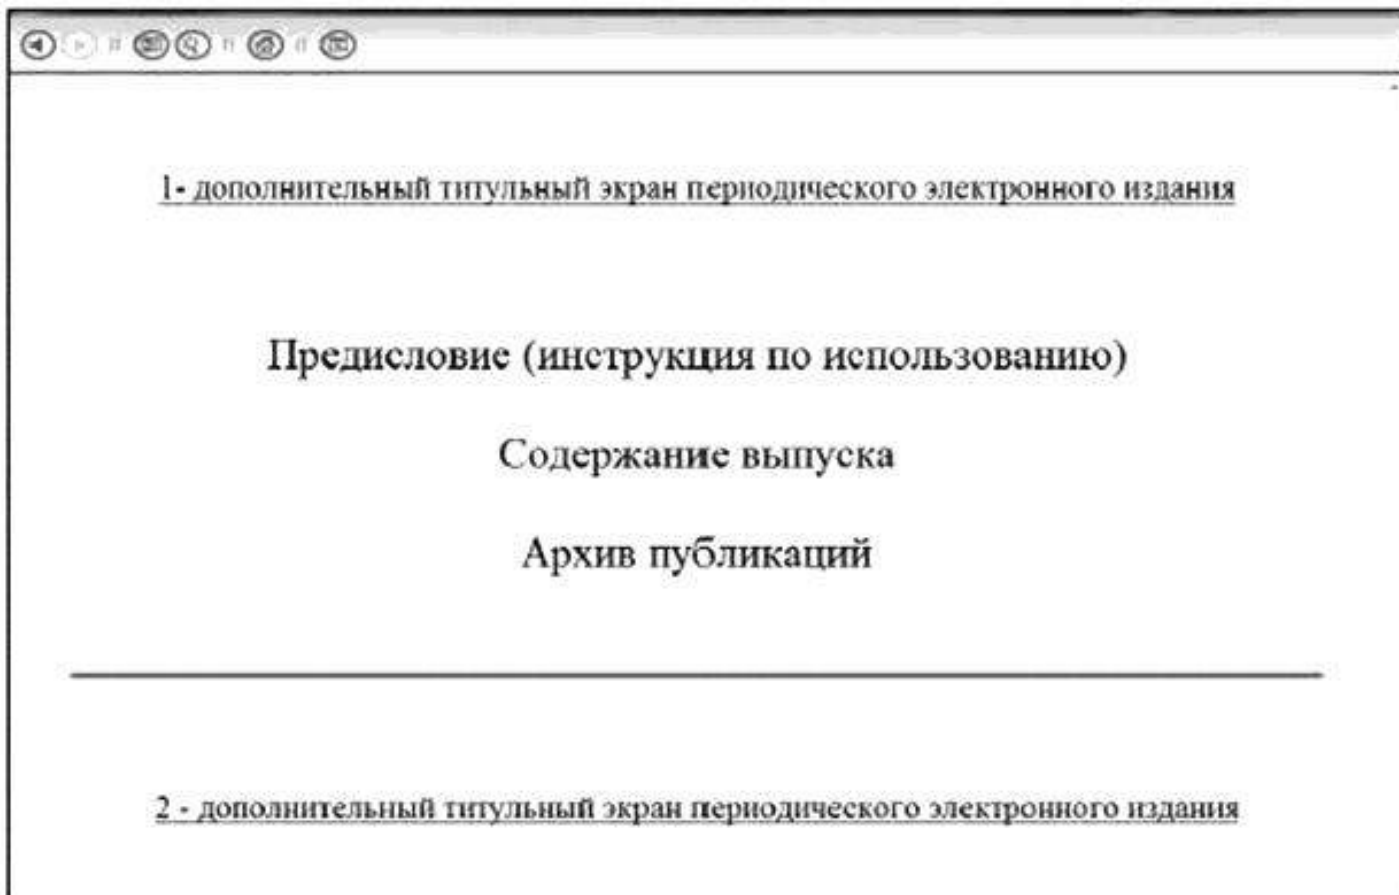 1- дополнительный титульный экран периодического электронного издания
Предисловие (инструкция по использованию)
Содержание выпуска
Архив публикаций
2 - дополнительный титульный экран периодического электронного издания